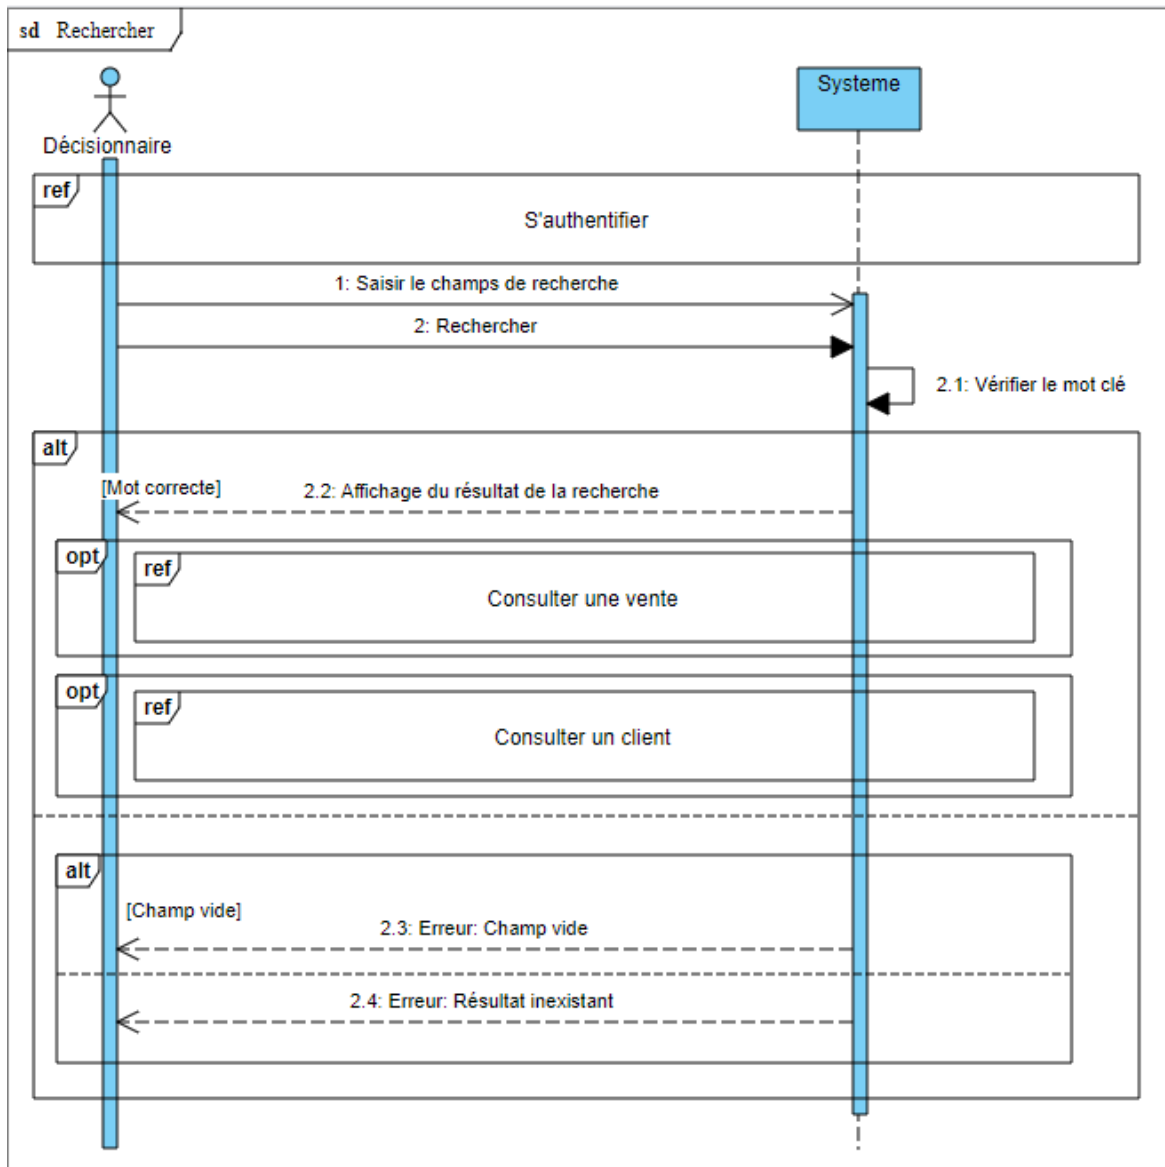 sd Rechercher
Systeme
Décisionnaire
ref
S'authentifier
1: Saisir le champs de recherche
2: Rechercher
2.1: Vérifier le mot clé
alt
[Mot correcte]
2.2: Affichage du résultat de la recherche
opt
ref
Consulter une vente
opt
ref
Consulter un client
alt
[Champ vide]
2.3: Erreur: Champ vide
2.4: Erreur: Résultat inexistant